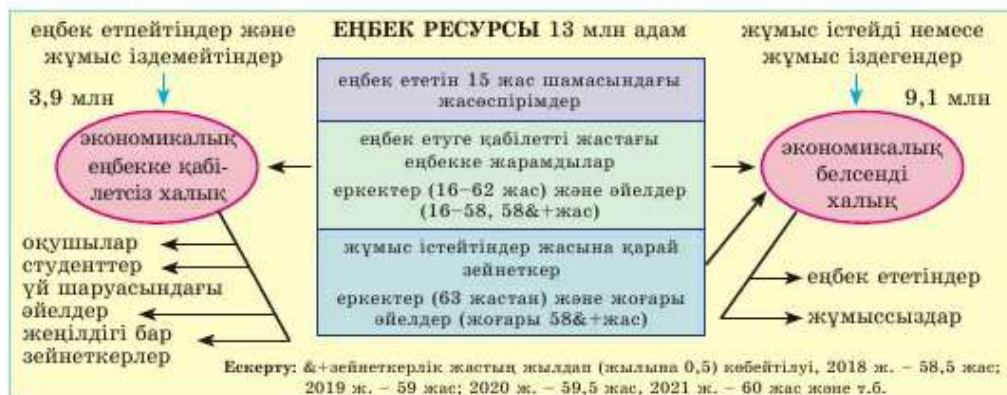 еңбек етпейтіндер және
жұмыс іздемейтіндер
3,9 млн
экономикалық
еңбекке қабі-
летсіз халық
оқушылар
студенттер
үй шаруасындағы
әйелдер
жеңілдігі бар
зейнеткерлер
ЕҢБЕК РЕСУРСЫ 13 млн адам
еңбек ететін 15 жас шамасындағы
жасөспірімдер
еңбек етуге қабілетті жастағы
еңбекке жарамдылар
еркектер (16–62 жас) және әйелдер
(16–58, 58&+жас)
жұмыс істейтіндер жасына қарай
зейнеткер
еркектер (63 жастан) және жоғары
әйелдер (жоғары 58&+жас)
жұмыс істейді немесе
жұмыс іздегендер
9,1 млн
экономикалық
белсенді
халық
еңбек ететіндер
жұмыссыздар
Ескерту: &+зейнеткерлік жастың жылдап (жылына 0,5) көбейтілуі, 2018 ж. – 58,5 жас;
2019 ж. – 59 жас; 2020 ж. – 59,5 жас, 2021 ж. – 60 жас және т.б.